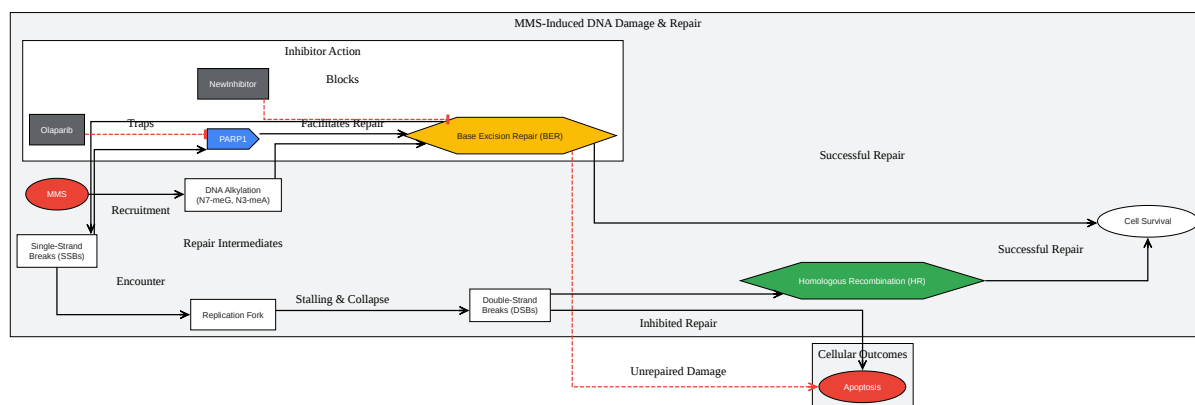 MMS-Induced DNA Damage & Repair
Inhibitor Action
NewInhibitor
Blocks
Olaparib
Traps
PARP1
Facilitates Repair
Base Excision Repair (BER)
Successful Repair
MMS
DNA Alkylation
(N7-meG, N3-meA)
Recruitment
Cell Survival
Single-Strand
Breaks (SSBs)
Repair Intermediates
Successful Repair
Encounter
Homologous Recombination (HR)
Stalling & Collapse
Double-Strand
Breaks (DSBs)
Replication Fork
Inhibited Repair
Cellular Outcomes
Unrepaired Damage
Apoptosis